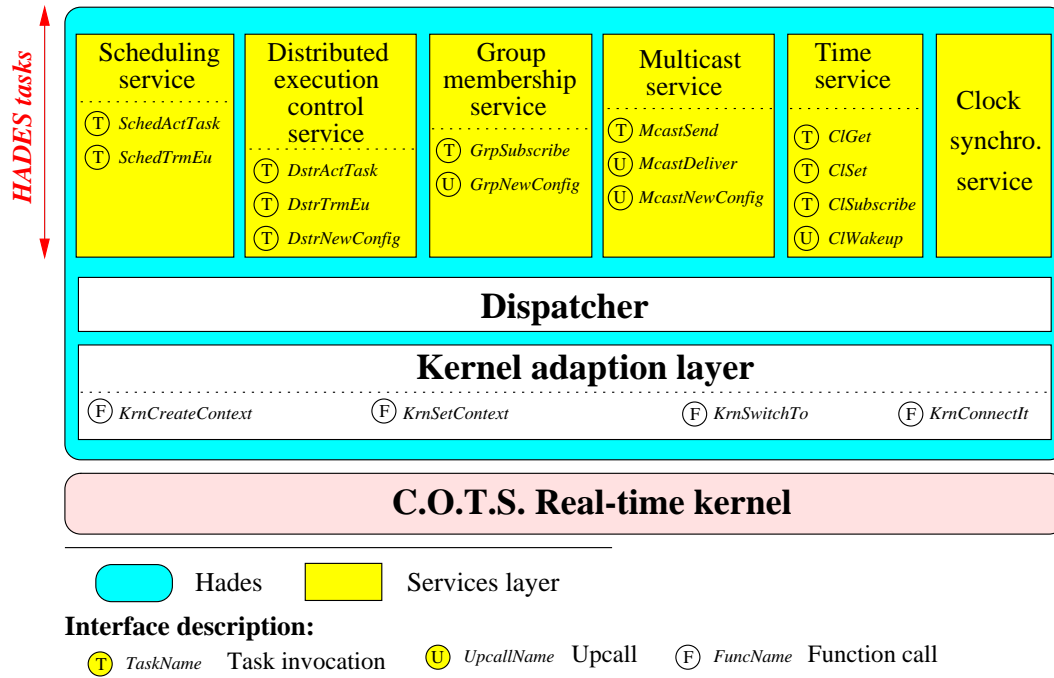 HADES tasks
Scheduling
service
T SchedActTask
T SchedTrmEu
Distributed
execution
control
service
T DstrActTask
T DstrTrmEu
T DstrNewConfig
Group
membership
service
T GrpSubscribe
U GrpNewConfig
Multicast
service
T McastSend
U McastDeliver
U McastNewConfig
Time
service
T ClGet
T ClSet
T ClSubscribe
U ClWakeup
Clock
synchro.
service
Dispatcher
Kernel adaption layer
F KrnCreateContext F KrnSetContext F KrnSwitchTo F KrnConnectIt
C.O.T.S. Real-time kernel
Hades Services layer
Interface description:
T TaskName Task invocation U UpcallName Upcall F FuncName Function call